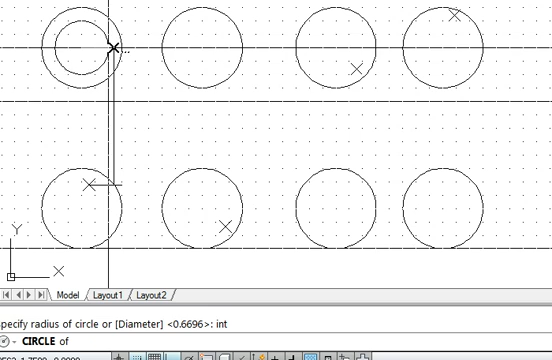 Y
X
Model Layout1 Layout2
pecify radius of circle or [Diameter] <0.6696>: int
CIRCLE of